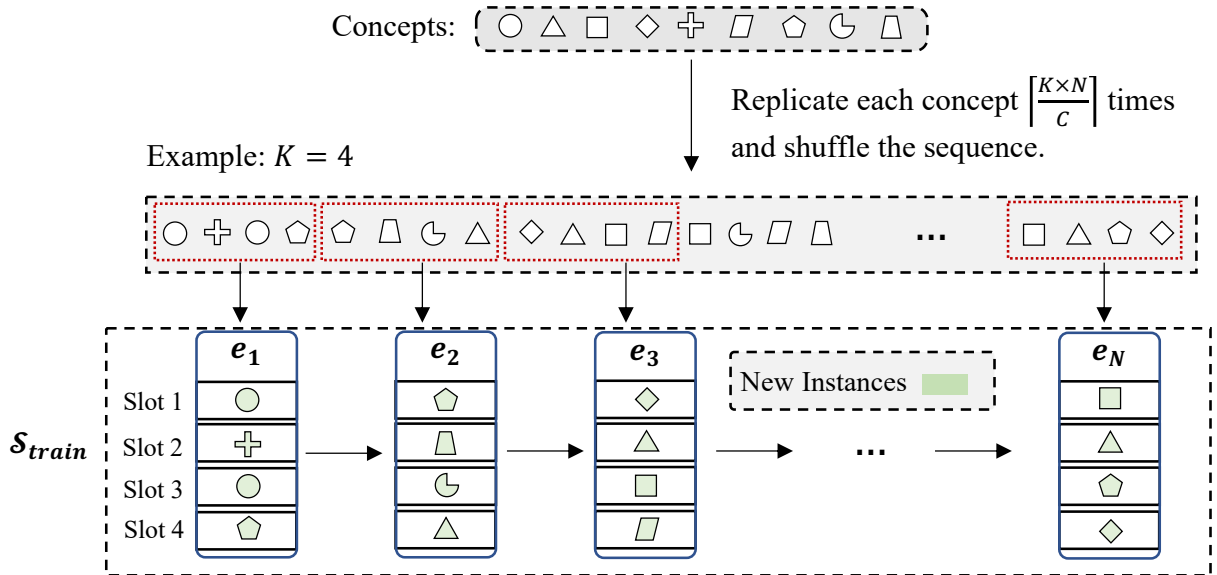 Concepts:
Replicate each concept ⌈K×N/C⌉ times
and shuffle the sequence.
Example: K = 4
...
e₁ e₂ e₃ e_N
New Instances
Slot 1
Slot 2
Slot 3
Slot 4
𝒮_train
...